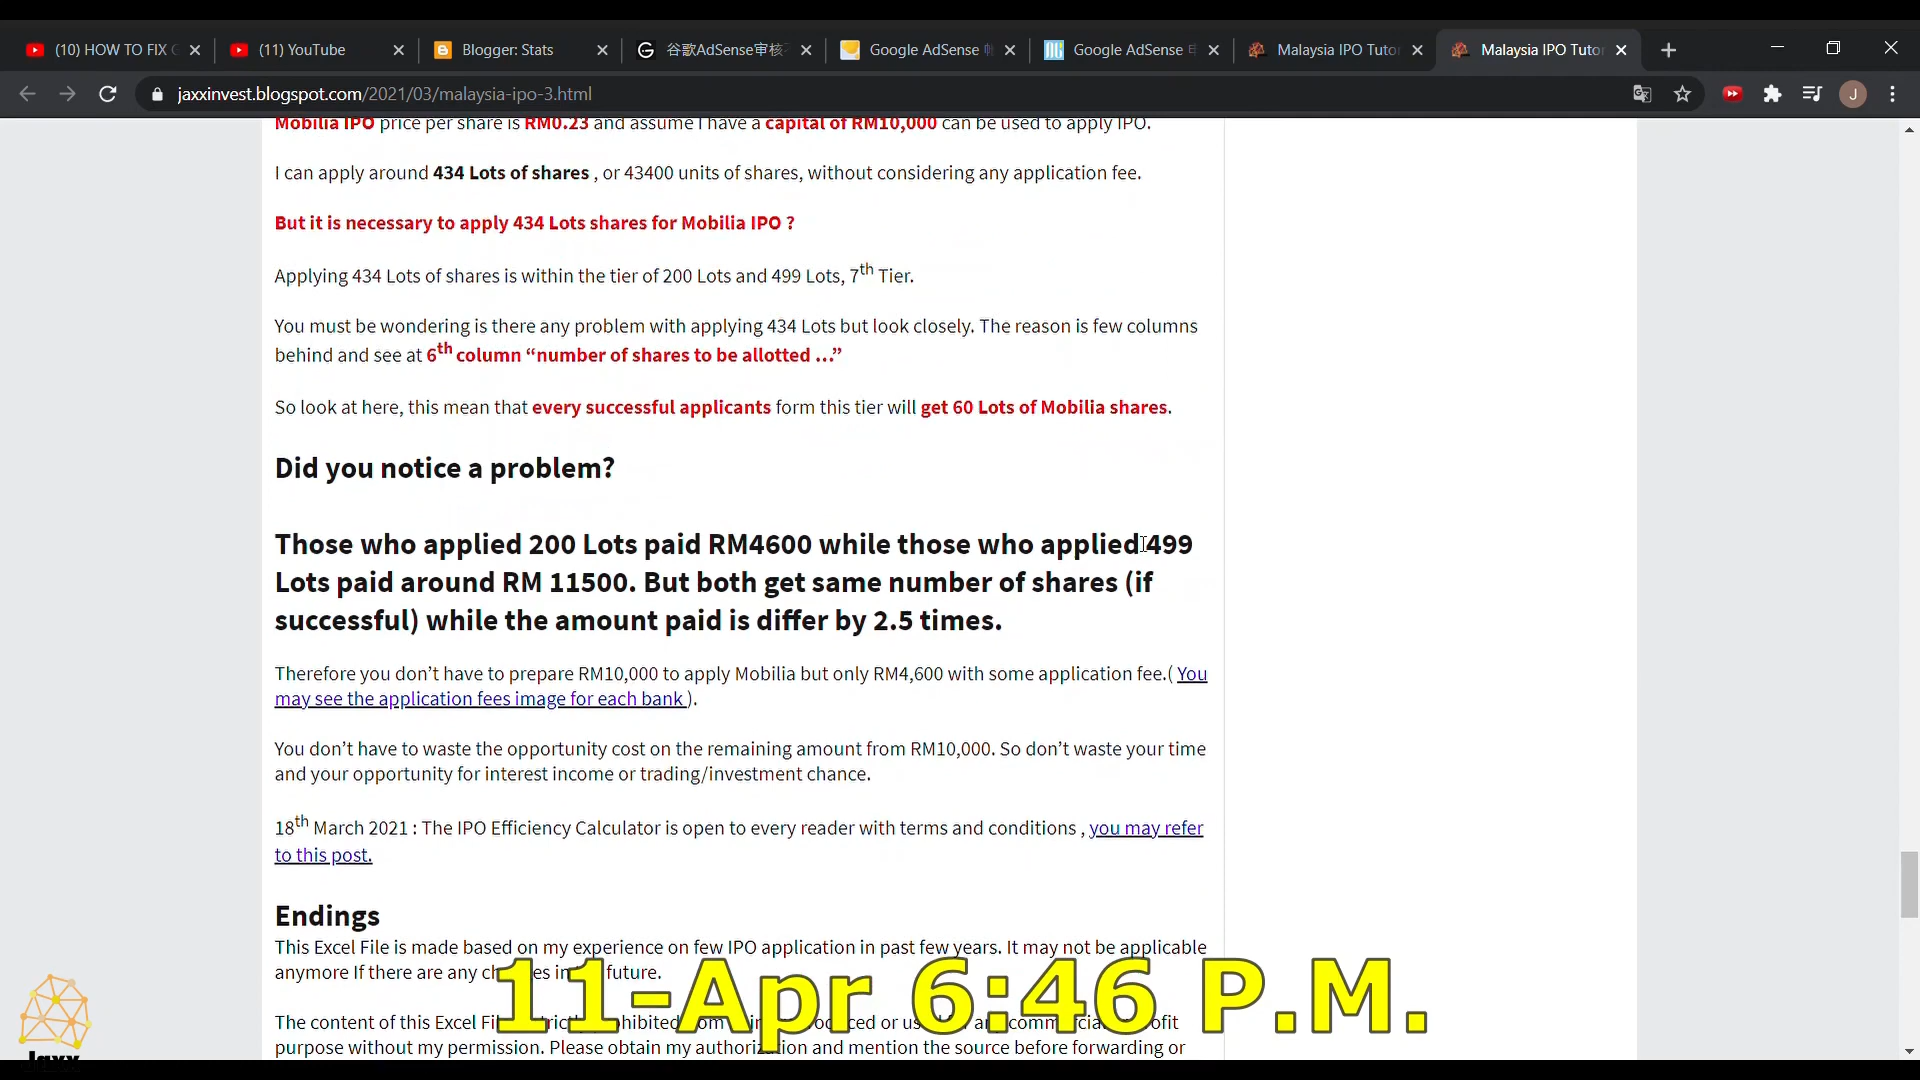 (10) HOW TO FIX
(11) YouTube
Blogger: Stats
谷歌AdSense审核
Google AdSense
Google AdSense
Malaysia IPO Tutor
Malaysia IPO Tutor
jaxxinvest.blogspot.com/2021/03/malaysia-ipo-3.html
J
Mobilia IPO price per share is RM0.23 and assume I have a capital of RM10,000 can be used to apply IPO.
I can apply around 434 Lots of shares , or 43400 units of shares, without considering any application fee.
But it is necessary to apply 434 Lots shares for Mobilia IPO ?
Applying 434 Lots of shares is within the tier of 200 Lots and 499 Lots, 7th Tier.
You must be wondering is there any problem with applying 434 Lots but look closely. The reason is few columns
behind and see at 6th column “number of shares to be allotted …”
So look at here, this mean that every successful applicants form this tier will get 60 Lots of Mobilia shares.
Did you notice a problem?
Those who applied 200 Lots paid RM4600 while those who applied 499
Lots paid around RM 11500. But both get same number of shares (if
successful) while the amount paid is differ by 2.5 times.
Therefore you don’t have to prepare RM10,000 to apply Mobilia but only RM4,600 with some application fee.( You
may see the application fees image for each bank ).
You don’t have to waste the opportunity cost on the remaining amount from RM10,000. So don’t waste your time
and your opportunity for interest income or trading/investment chance.
18th March 2021 : The IPO Efficiency Calculator is open to every reader with terms and conditions , you may refer
to this post.
Endings
This Excel File is made based on my experience on few IPO application in past few years. It may not be applicable
anymore If there are any in future.
11-Apr 6:46 P.M.
The content of this Excel or any purpose without my permission. Please obtain my authorization and mention the source before forwarding or
Jaxx